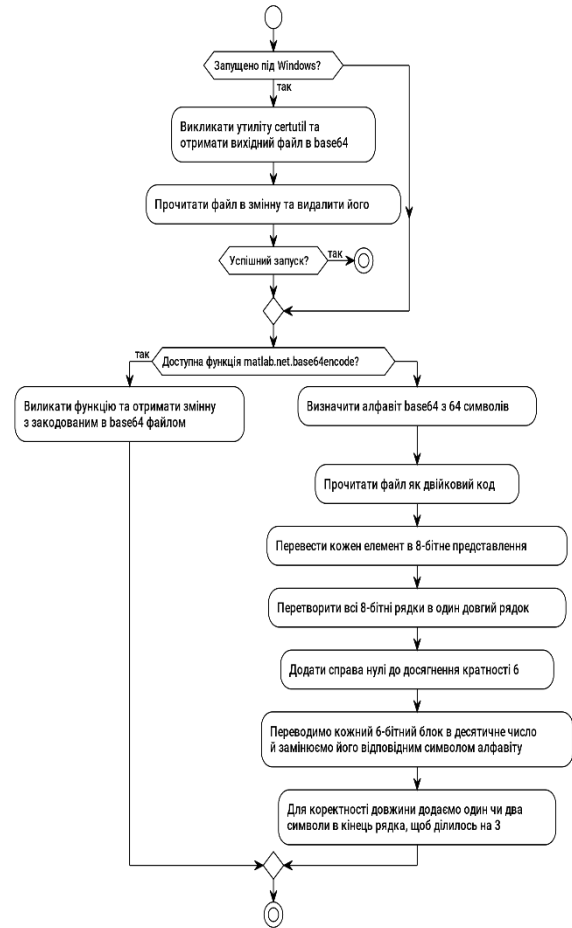 Запущено під Windows?
так
Викликати утиліту certutil та
отримати вихідний файл в base64
Прочитати файл в змінну та видалити його
Успішний запуск?
так
Доступна функція matlab.net.base64encode?
так
Виликати функцію та отримати змінну
з закодованим в base64 файлом
Визначити алфавіт base64 з 64 символів
Прочитати файл як двійковий код
Перевести кожен елемент в 8-бітне представлення
Перетворити всі 8-бітні рядки в один довгий рядок
Додати справа нулі до досягнення кратності 6
Переводимо кожний 6-бітний блок в десятичне число
й замінюємо його відповідним символом алфавіту
Для коректності довжини додаємо один чи два
символи в кінець рядка, щоб ділилось на 3